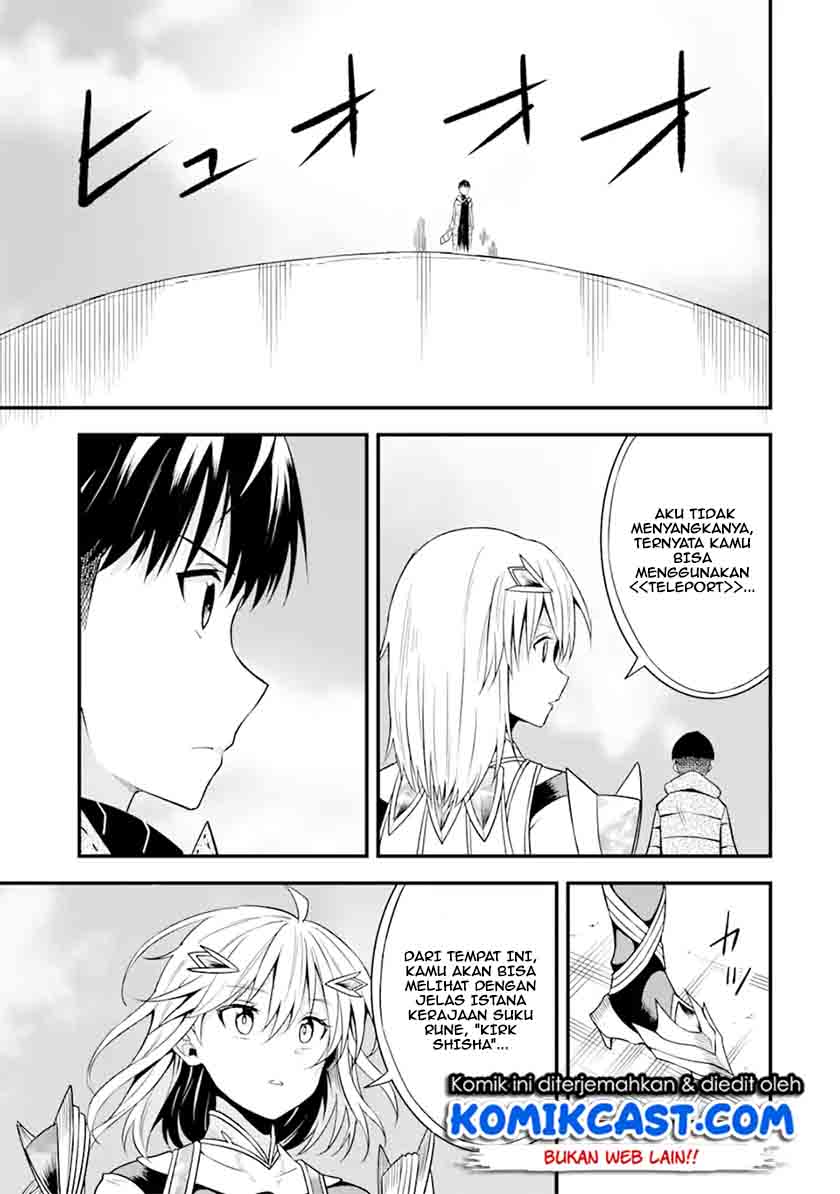 ヒュオオオ
AKU TIDAK
MENYANGKANYA,
TERNYATA KAMU
BISA
MENGGUNAKAN
<<TELEPORT>>...
DARI TEMPAT INI,
KAMU AKAN BISA
MELIHAT DENGAN
JELAS ISTANA
KERAJAAN SUKU
RUNE, "KIRK
SHISHA"...
Komik ini diterjemahkan & diedit oleh
KOMIKCAST.COM
BUKAN WEB LAIN!!